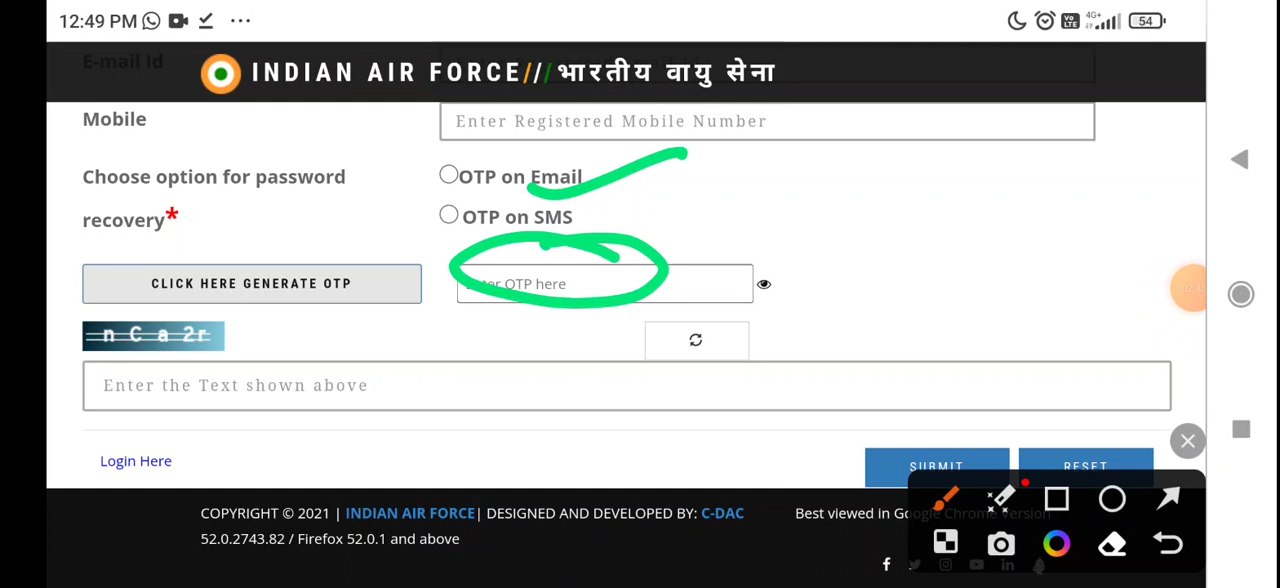 12:49 PM
4G+
Vo LTE
54
E-mail Id
INDIAN AIR FORCE///भारतीय वायु सेना
Mobile
Enter Registered Mobile Number
Choose option for password recovery*
OTP on Email
OTP on SMS
CLICK HERE GENERATE OTP
Enter OTP here
n C a 2r
Enter the Text shown above
Login Here
SUBMIT
RESET
COPYRIGHT © 2021 | INDIAN AIR FORCE| DESIGNED AND DEVELOPED BY: C-DAC
Best viewed in Google Chrome Version
52.0.2743.82 / Firefox 52.0.1 and above